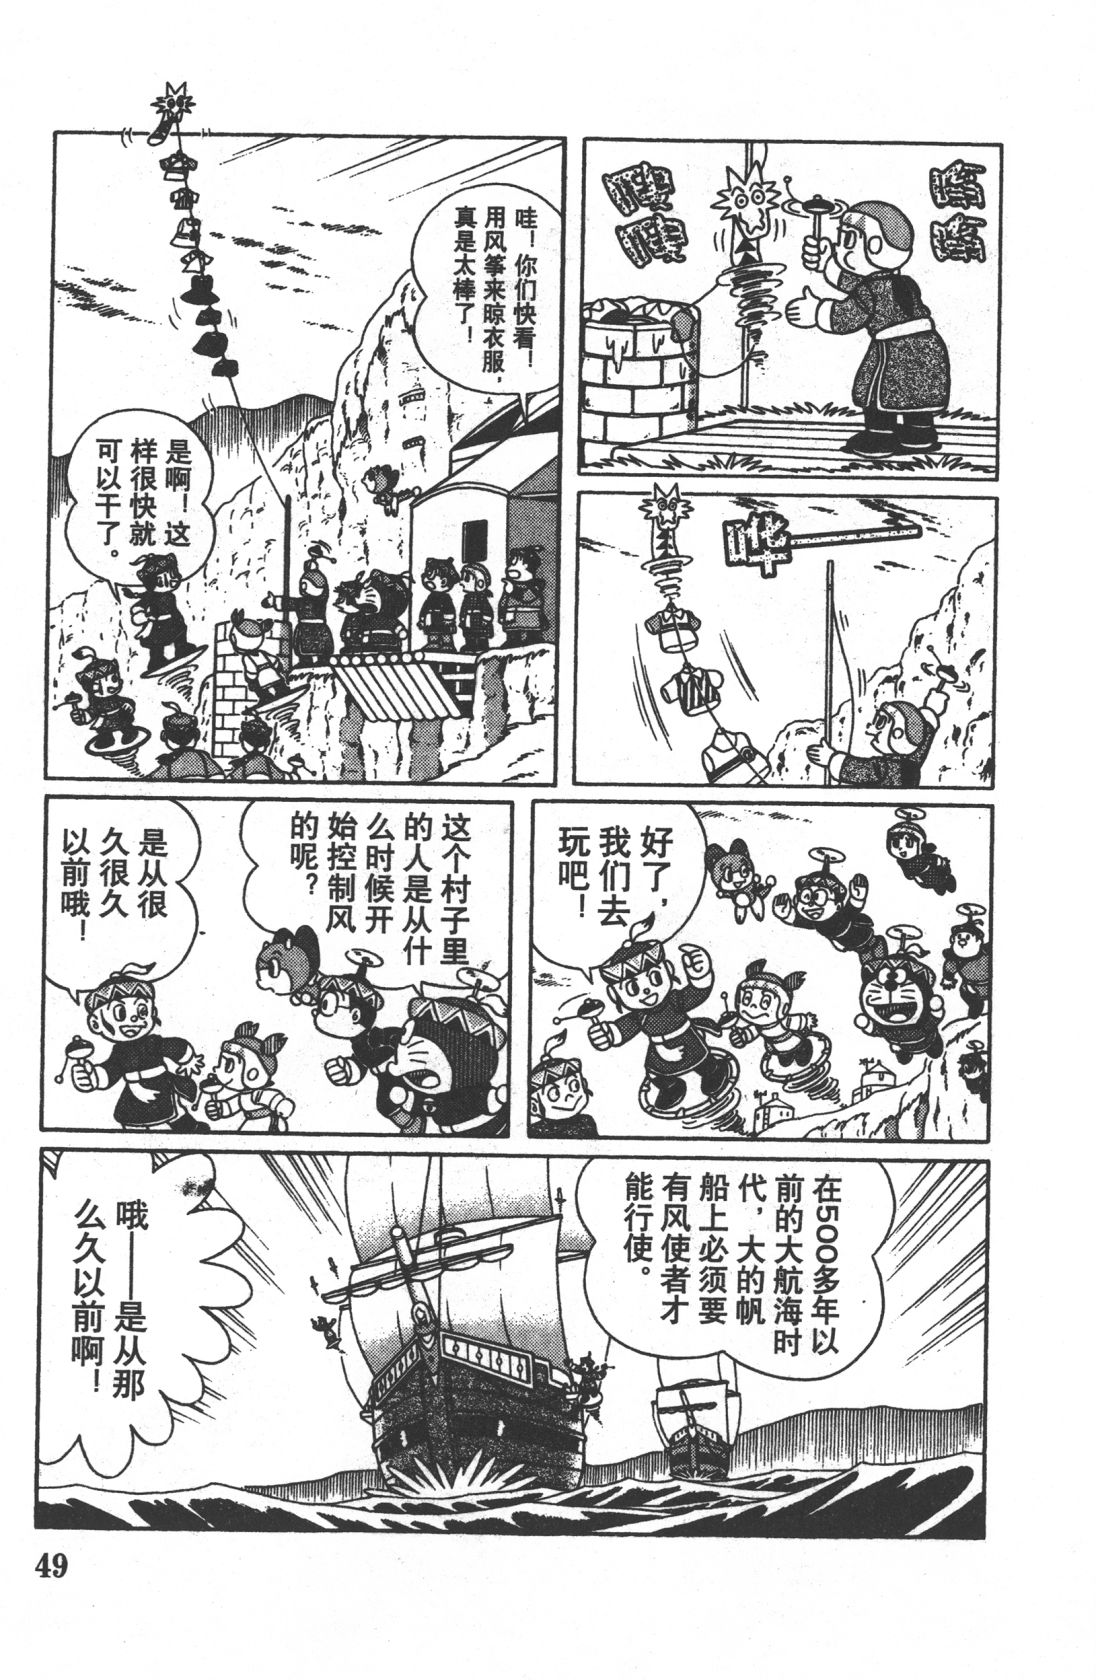 嗡
嗡
嗖
嗖
哗
哇！你们快看！
用风筝来晾衣服，
真是太棒了！
是啊！这
样很快就
可以干了。
好了，
我们去
玩吧！
这个村子里
的人是从什
么时候开
始控制风
的呢？
是从很
久很久
以前哦！
在500多年以
前的大航海时
代，大的帆
船上必须要
有风使者才
能行使。
哦——是从那
么久以前啊！
49